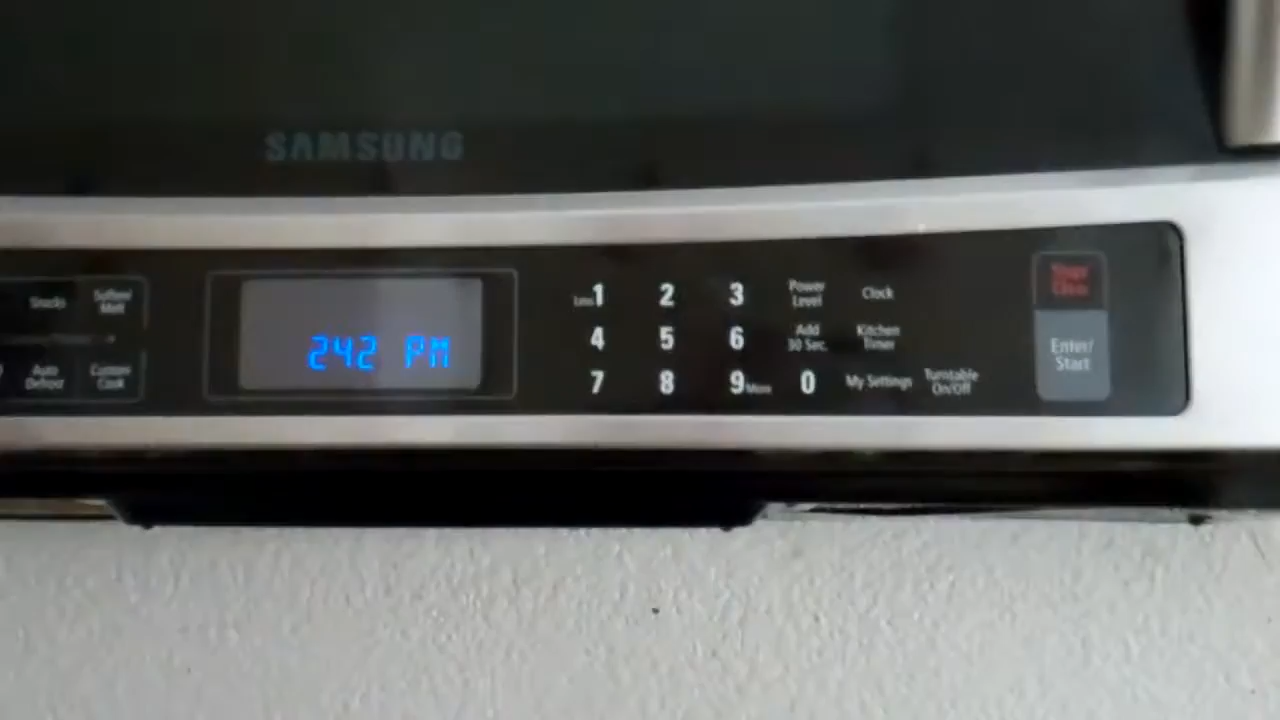 SAMSUNG
Snacks
Soften/
Melt
Auto
Defrost
Custom
Cook
242 PM
Less 1 2 3
4 5 6
7 8 9 More 0
Power
Level
Clock
Add
30 Sec.
Kitchen
Timer
My Settings
Turntable
On/Off
Enter/
Start